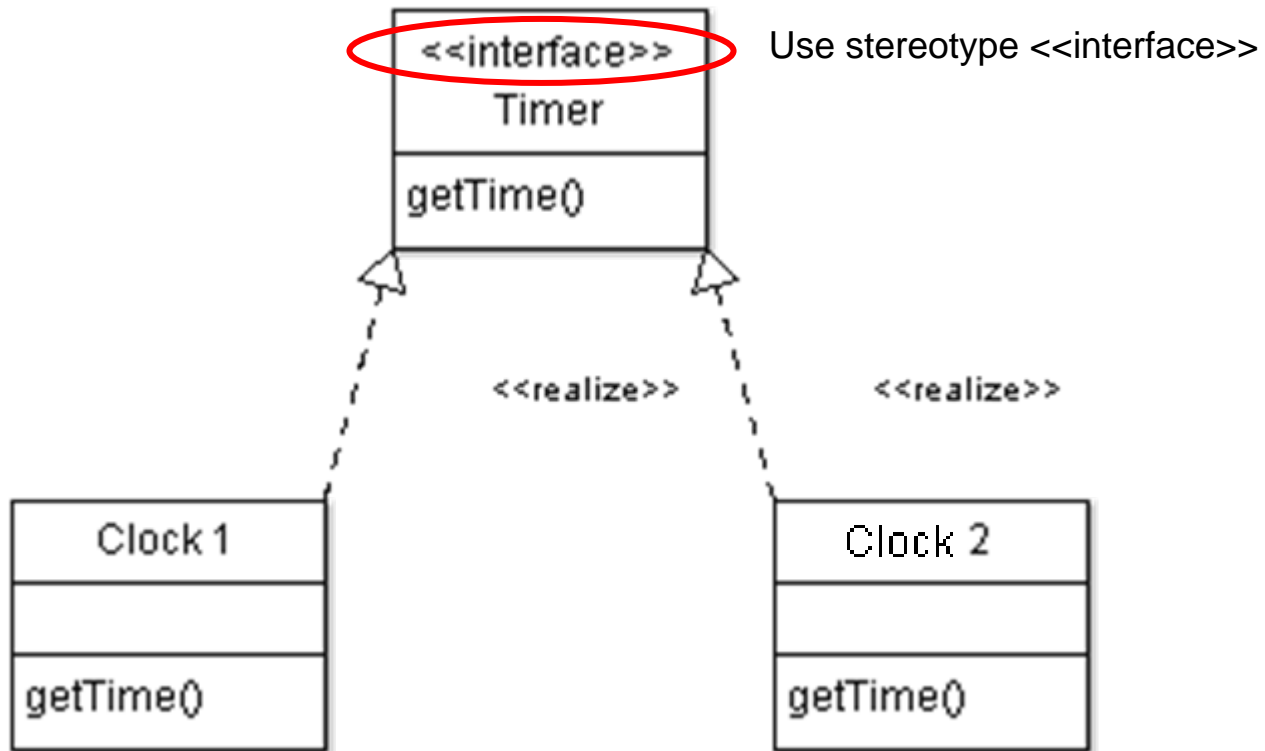 <<interface>>
Use stereotype <<interface>>
Timer
getTime()
<<realize>>
<<realize>>
Clock 1
Clock 2
getTime()
getTime()